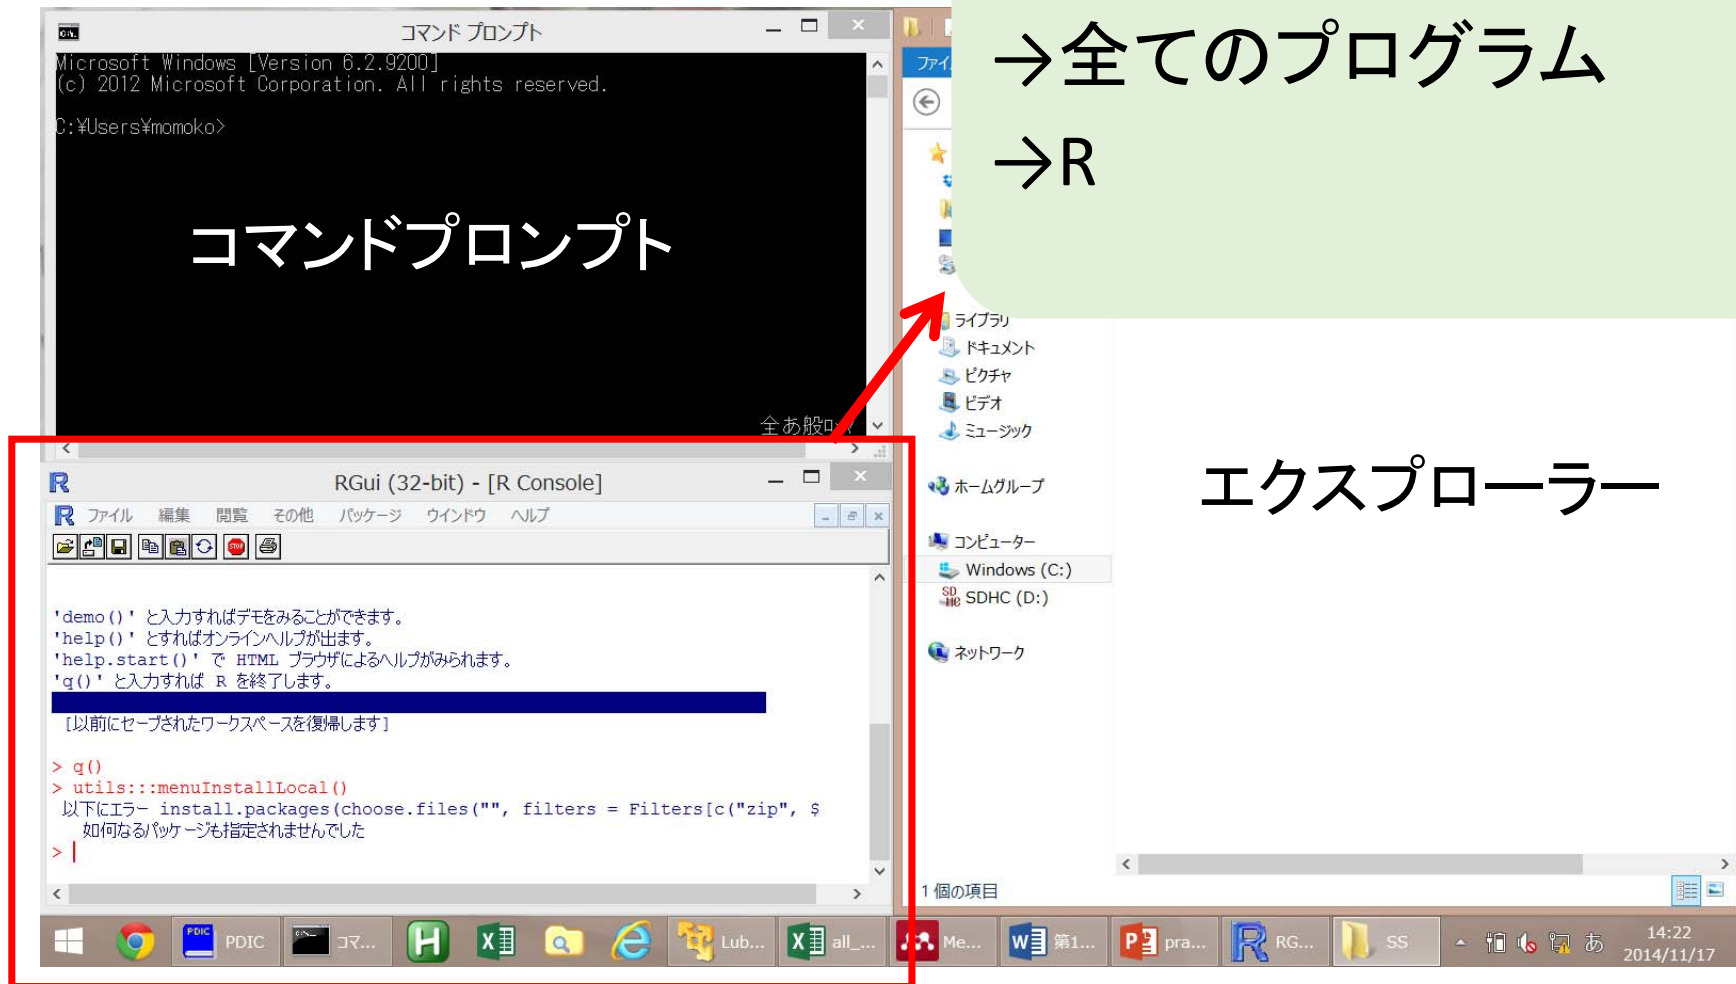 コマンド プロンプト
Microsoft Windows [Version 6.2.9200]
(c) 2012 Microsoft Corporation. All rights reserved.
C:¥Users¥momoko>
コマンドプロンプト
全あ般
→全てのプログラム
→R
ライブラリ
ドキュメント
ピクチャ
ビデオ
ミュージック
ホームグループ
コンピューター
Windows (C:)
SDHC (D:)
ネットワーク
エクスプローラー
1 個の項目
RGui (32-bit) - [R Console]
ファイル 編集 閲覧 その他 パッケージ ウインドウ ヘルプ
STOP
'demo()' と入力すればデモをみることができます。
'help()' とすればオンラインヘルプが出ます。
'help.start()' で HTML ブラウザによるヘルプがみられます。
'q()' と入力すれば R を終了します。
[以前にセーブされたワークスペースを復帰します]
> q()
> utils:::menuInstallLocal()
以下にエラー install.packages(choose.files("", filters = Filters[c("zip", $
如何なるパッケージも指定されませんでした
>
PDIC PDIC コマ... Lub... all_... Me... 第1... pra... RG... SS あ 14:22
2014/11/17